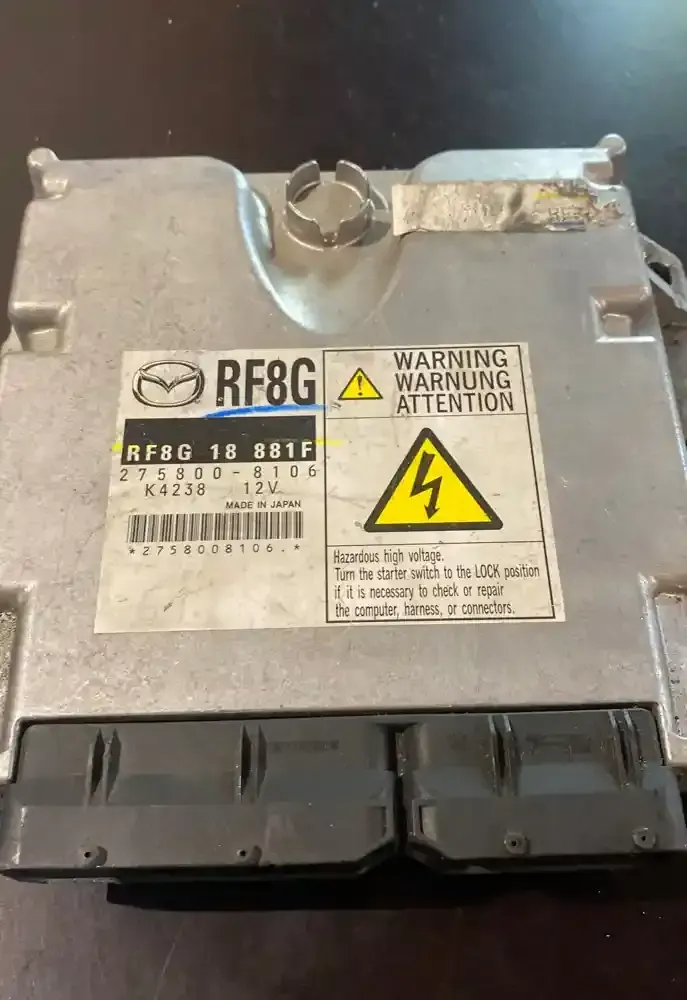 RF8G
RF8G 18 881F
275800-8106
K4238 12V
MADE IN JAPAN
*2758008106.*
WARNING
WARNUNG
ATTENTION
Hazardous high voltage.
Turn the starter switch to the LOCK position
if it is necessary to check or repair
the computer, harness, or connectors.